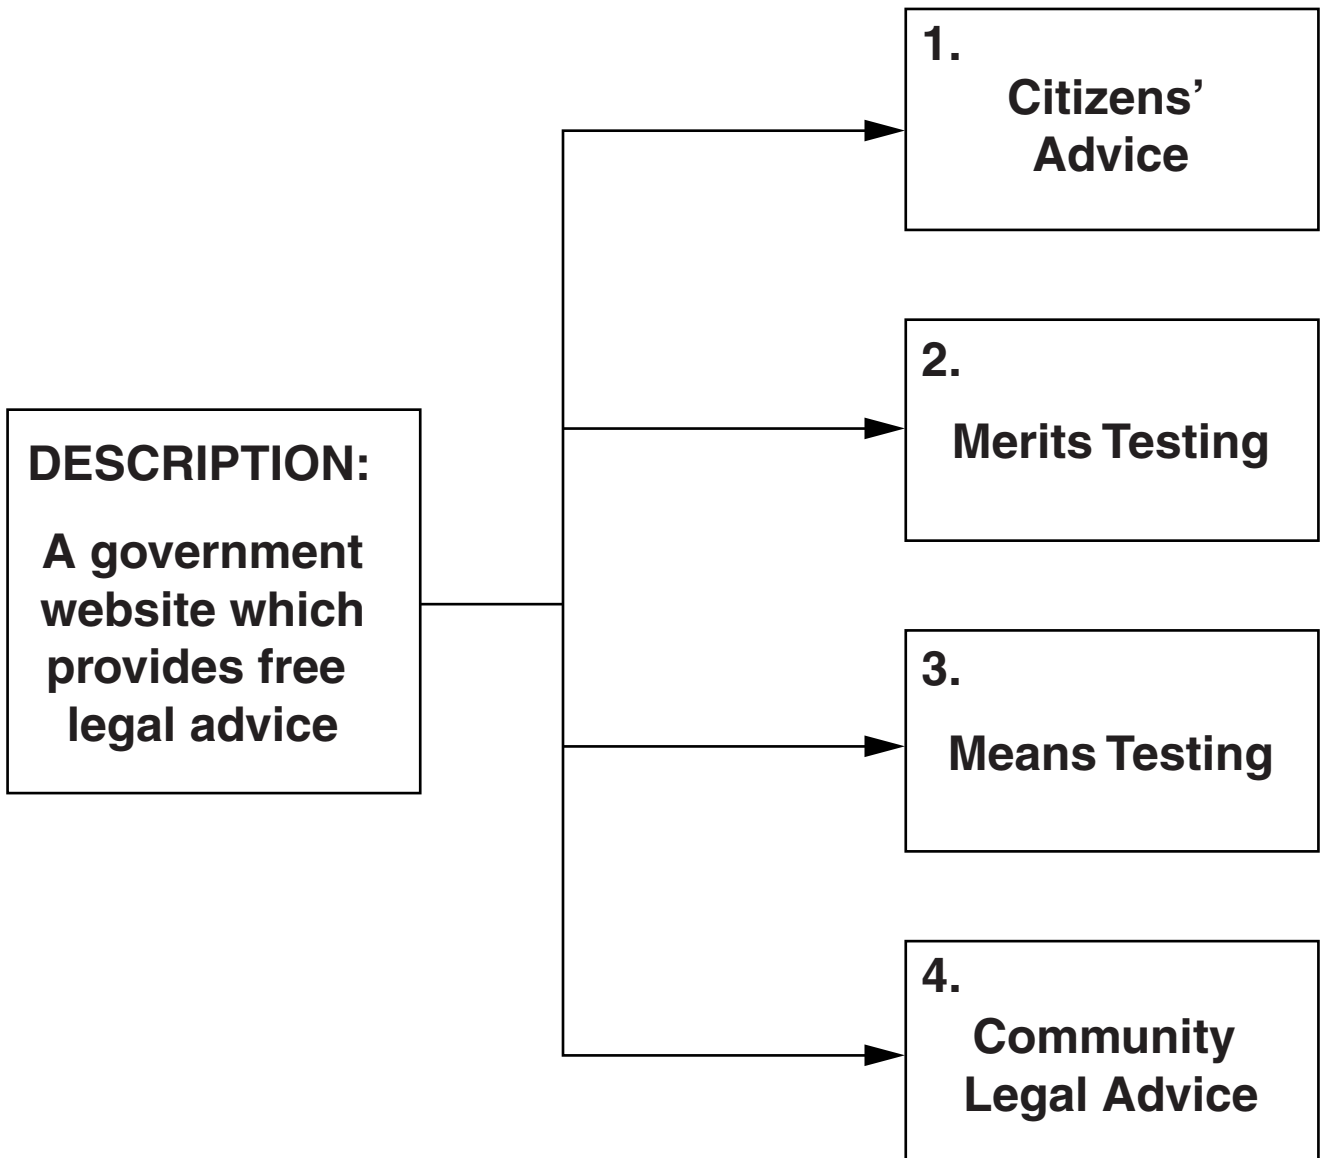 DESCRIPTION:
A government
website which
provides free
legal advice
1.
Citizens’
Advice
2.
Merits Testing
3.
Means Testing
4.
Community
Legal Advice